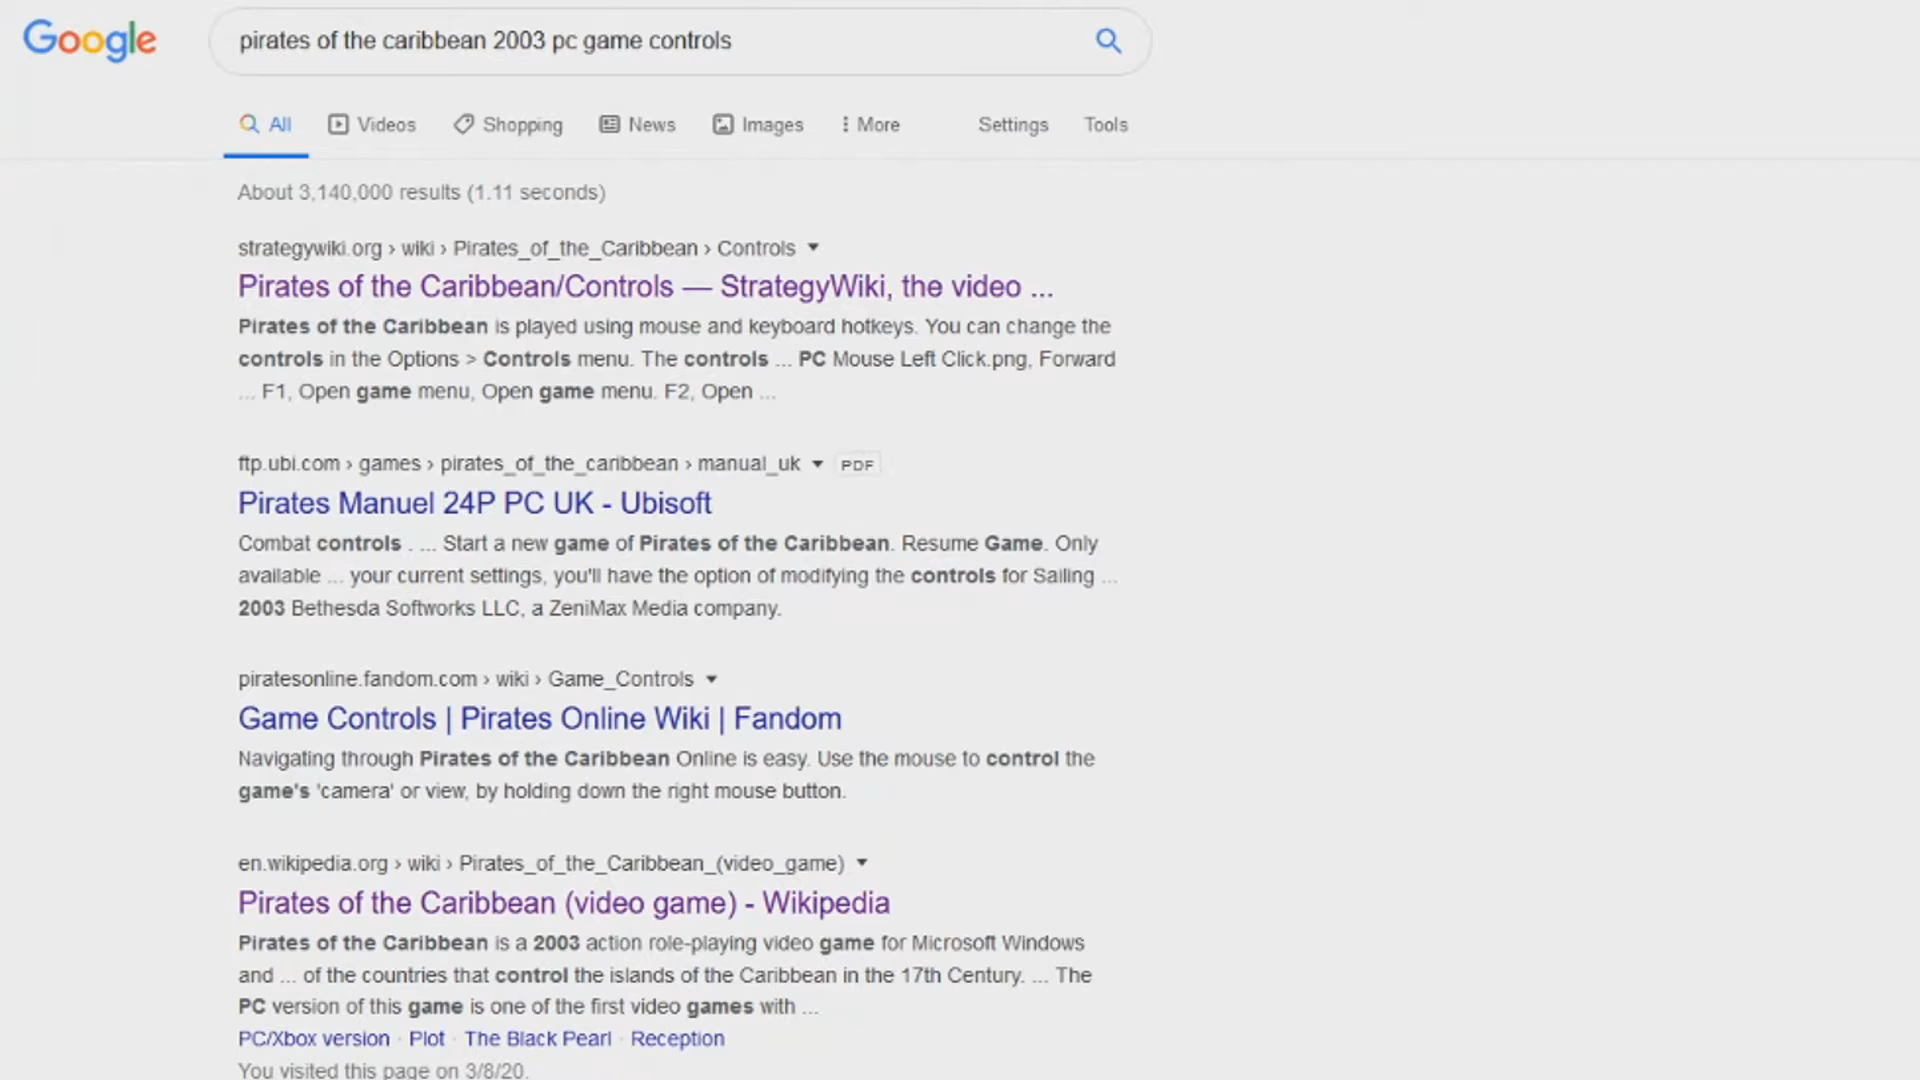 Google
pirates of the caribbean 2003 pc game controls
All Videos Shopping News Images More Settings Tools
About 3,140,000 results (1.11 seconds)
strategywiki.org › wiki › Pirates_of_the_Caribbean › Controls
Pirates of the Caribbean/Controls — StrategyWiki, the video ...
Pirates of the Caribbean is played using mouse and keyboard hotkeys. You can change the
controls in the Options > Controls menu. The controls ... PC Mouse Left Click.png, Forward
... F1, Open game menu, Open game menu. F2, Open ...
ftp.ubi.com › games › pirates_of_the_caribbean › manual_uk PDF
Pirates Manuel 24P PC UK - Ubisoft
Combat controls . ... Start a new game of Pirates of the Caribbean. Resume Game. Only
available ... your current settings, you'll have the option of modifying the controls for Sailing ...
2003 Bethesda Softworks LLC, a ZeniMax Media company.
piratesonline.fandom.com › wiki › Game_Controls
Game Controls | Pirates Online Wiki | Fandom
Navigating through Pirates of the Caribbean Online is easy. Use the mouse to control the
game's 'camera' or view, by holding down the right mouse button.
en.wikipedia.org › wiki › Pirates_of_the_Caribbean_(video_game)
Pirates of the Caribbean (video game) - Wikipedia
Pirates of the Caribbean is a 2003 action role-playing video game for Microsoft Windows
and ... of the countries that control the islands of the Caribbean in the 17th Century. ... The
PC version of this game is one of the first video games with ...
PC/Xbox version · Plot · The Black Pearl · Reception
You visited this page on 3/8/20.